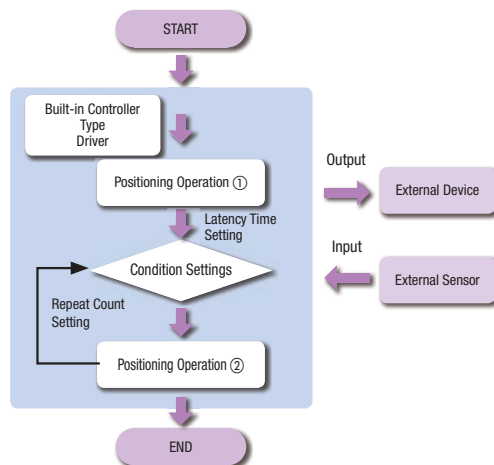 START
Built-in Controller
Type
Driver
Positioning Operation ①
Output
External Device
Latency Time
Setting
Input
Condition Settings
External Sensor
Repeat Count
Setting
Positioning Operation ②
END